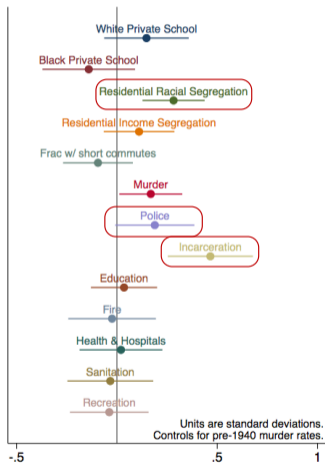 White Private School
Black Private School
Residential Racial Segregation
Residential Income Segregation
Frac w/ short commutes
Murder
Police
Incarceration
Education
Fire
Health & Hospitals
Sanitation
Recreation
Units are standard deviations.
Controls for pre-1940 murder rates.
-.5 0 .5 1